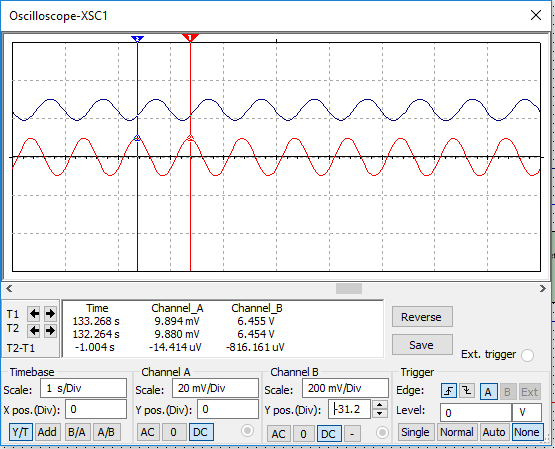 Oscilloscope-XSC1
2 1
T1
T2
T2-T1
Time Channel_A Channel_B
133.268 s 9.894 mV 6.455 V
132.264 s 9.880 mV 6.454 V
-1.004 s -14.414 uV -816.161 uV
Reverse
Save
Ext. trigger
Timebase
Scale: 1 s/Div
X pos.(Div): 0
Y/T Add B/A A/B
Channel A
Scale: 20 mV/Div
Y pos.(Div): 0
AC 0 DC
Channel B
Scale: 200 mV/Div
Y pos.(Div): -31.2
AC 0 DC -
Trigger
Edge: A B Ext
Level: 0 V
Single Normal Auto None